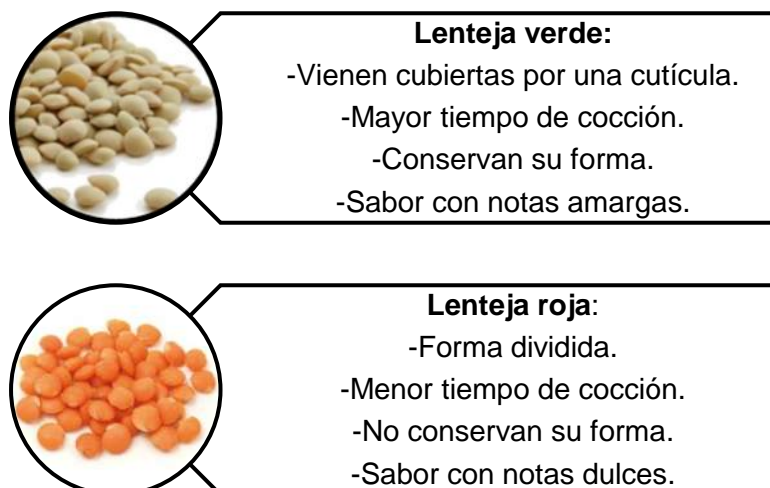 Lenteja verde:
-Vienen cubiertas por una cutícula.
-Mayor tiempo de cocción.
-Conservan su forma.
-Sabor con notas amargas.
Lenteja roja:
-Forma dividida.
-Menor tiempo de cocción.
-No conservan su forma.
-Sabor con notas dulces.